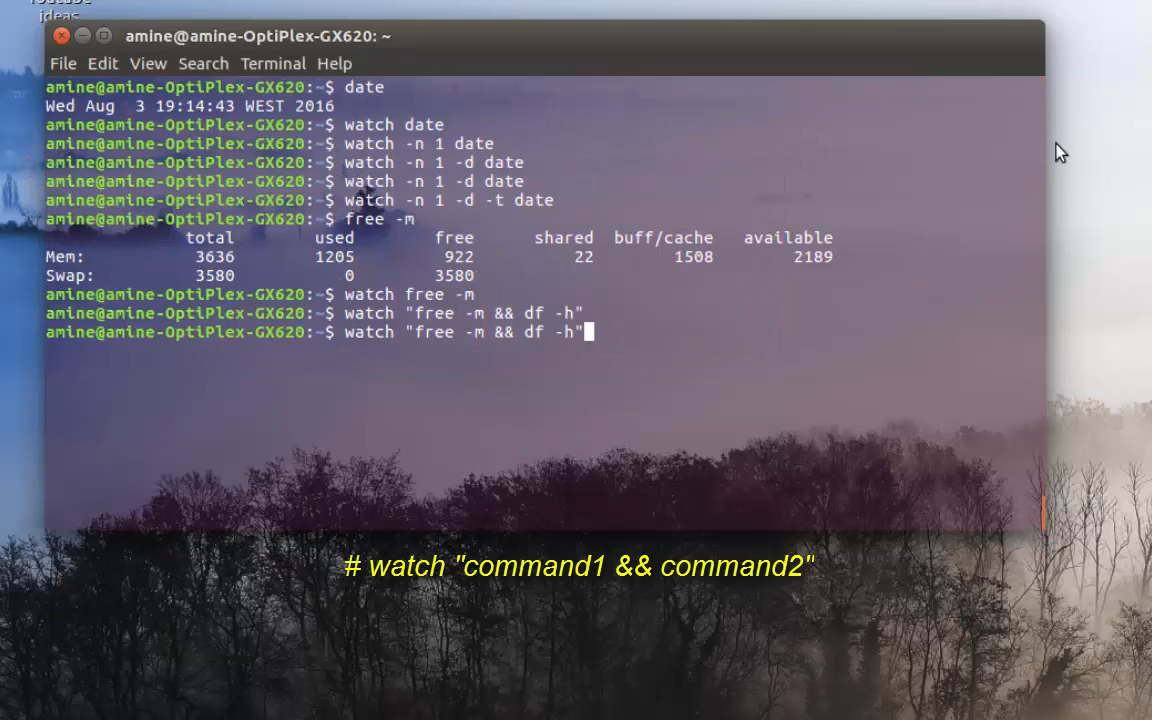 ideas
amine@amine-OptiPlex-GX620: ~
File Edit View Search Terminal Help
amine@amine-OptiPlex-GX620:~$ date
Wed Aug  3 19:14:43 WEST 2016
amine@amine-OptiPlex-GX620:~$ watch date
amine@amine-OptiPlex-GX620:~$ watch -n 1 date
amine@amine-OptiPlex-GX620:~$ watch -n 1 -d date
amine@amine-OptiPlex-GX620:~$ watch -n 1 -d date
amine@amine-OptiPlex-GX620:~$ watch -n 1 -d -t date
amine@amine-OptiPlex-GX620:~$ free -m
total used free shared buff/cache available
Mem: 3636 1205 922 22 1508 2189
Swap: 3580 0 3580
amine@amine-OptiPlex-GX620:~$ watch free -m
amine@amine-OptiPlex-GX620:~$ watch "free -m && df -h"
amine@amine-OptiPlex-GX620:~$ watch "free -m && df -h"
# watch "command1 && command2"